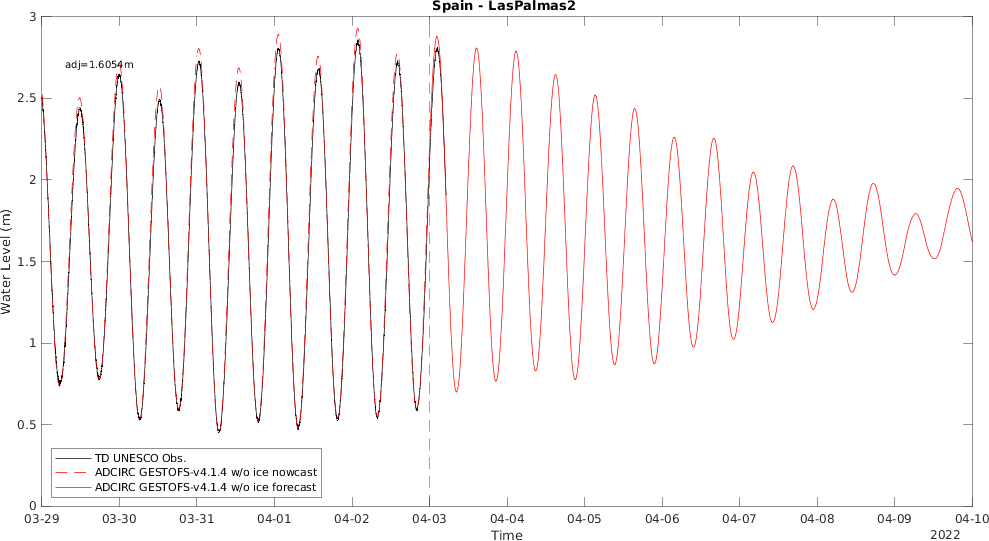 Spain - LasPalmas2
3
2.5
2
1.5
1
0.5
0
Water Level (m)
adj=1.6054m
TD UNESCO Obs.
ADCIRC GESTOFS-v4.1.4 w/o ice nowcast
ADCIRC GESTOFS-v4.1.4 w/o ice forecast
03-29 03-30 03-31 04-01 04-02 04-03 04-04 04-05 04-06 04-07 04-08 04-09 04-10
Time
2022